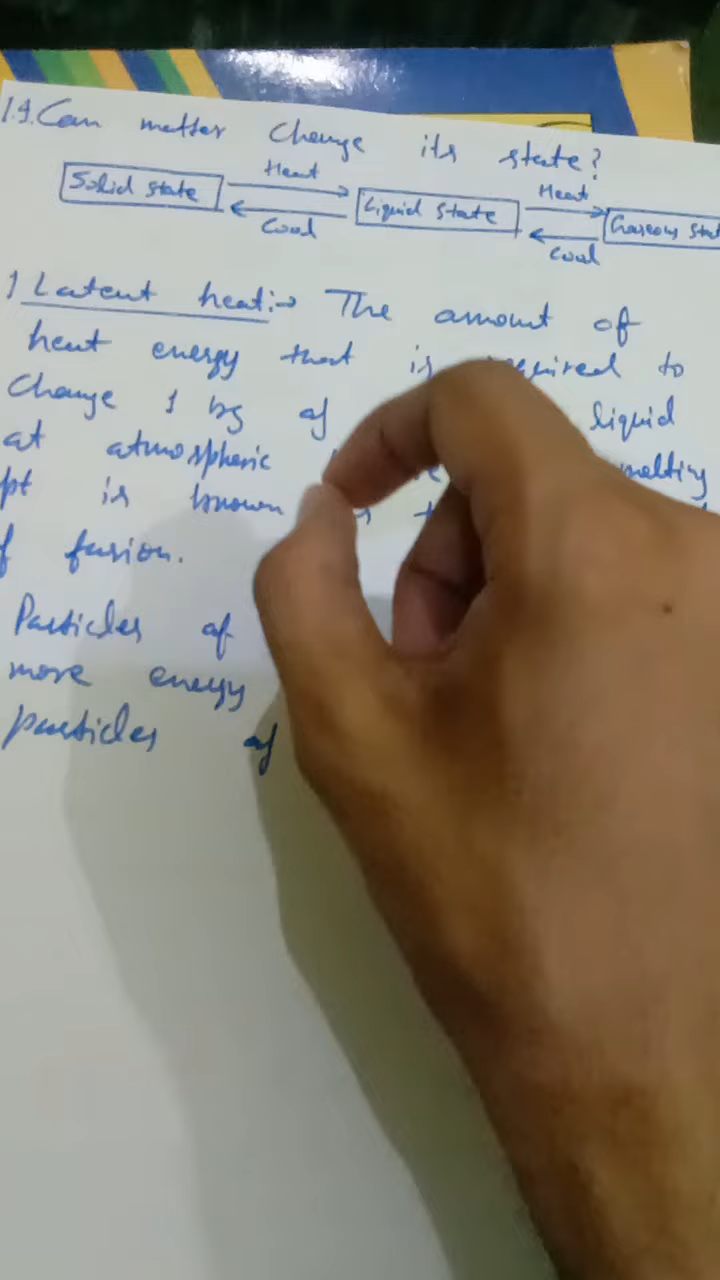 1.4. Can matter change its state?
Solid state Heat Cool Liquid state Heat Cool Gaseous
1 Latent heat:→ The amount of
heat energy that is required to
change 1 kg of liquid
at atmospheric melting
pt is known
fusion.
Particles of
more energy
particles of